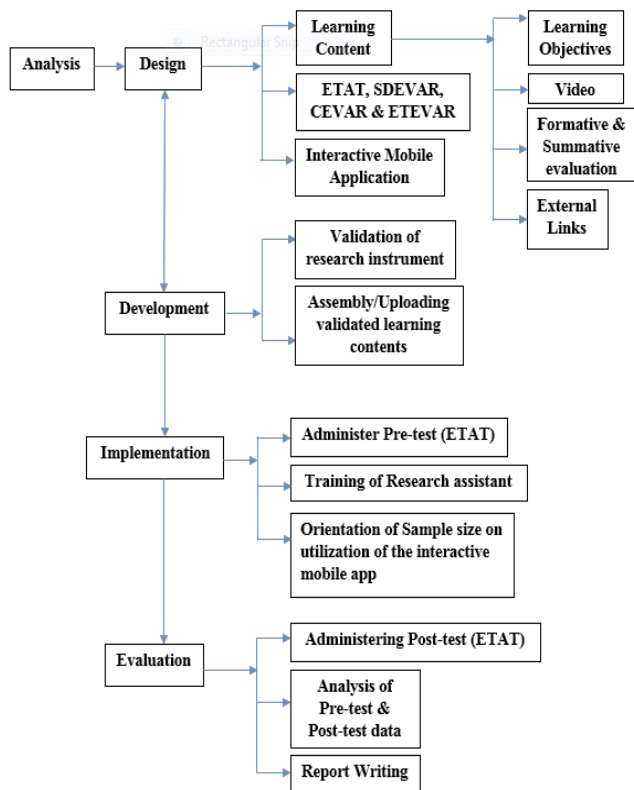 Rectangular Snip
Analysis
Design
Learning
Content
ETAT, SDEVAR,
CEVAR & ETEVAR
Interactive Mobile
Application
Learning
Objectives
Video
Formative &
Summative
evaluation
External
Links
Development
Validation of
research instrument
Assembly/Uploading
validated learning
contents
Implementation
Administer Pre-test (ETAT)
Training of Research assistant
Orientation of Sample size on
utilization of the interactive
mobile app
Evaluation
Administering Post-test (ETAT)
Analysis of
Pre-test &
Post-test data
Report Writing